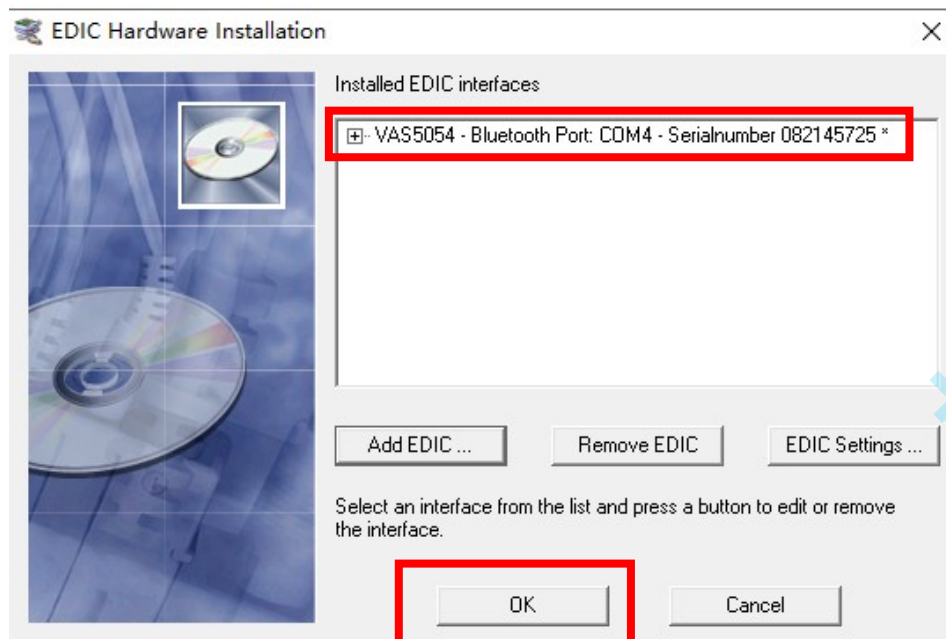 EDIC Hardware Installation
Installed EDIC interfaces
VAS5054 - Bluetooth Port: COM4 - Serialnumber 082145725 *
Add EDIC ...
Remove EDIC
EDIC Settings ...
Select an interface from the list and press a button to edit or remove
the interface.
OK
Cancel